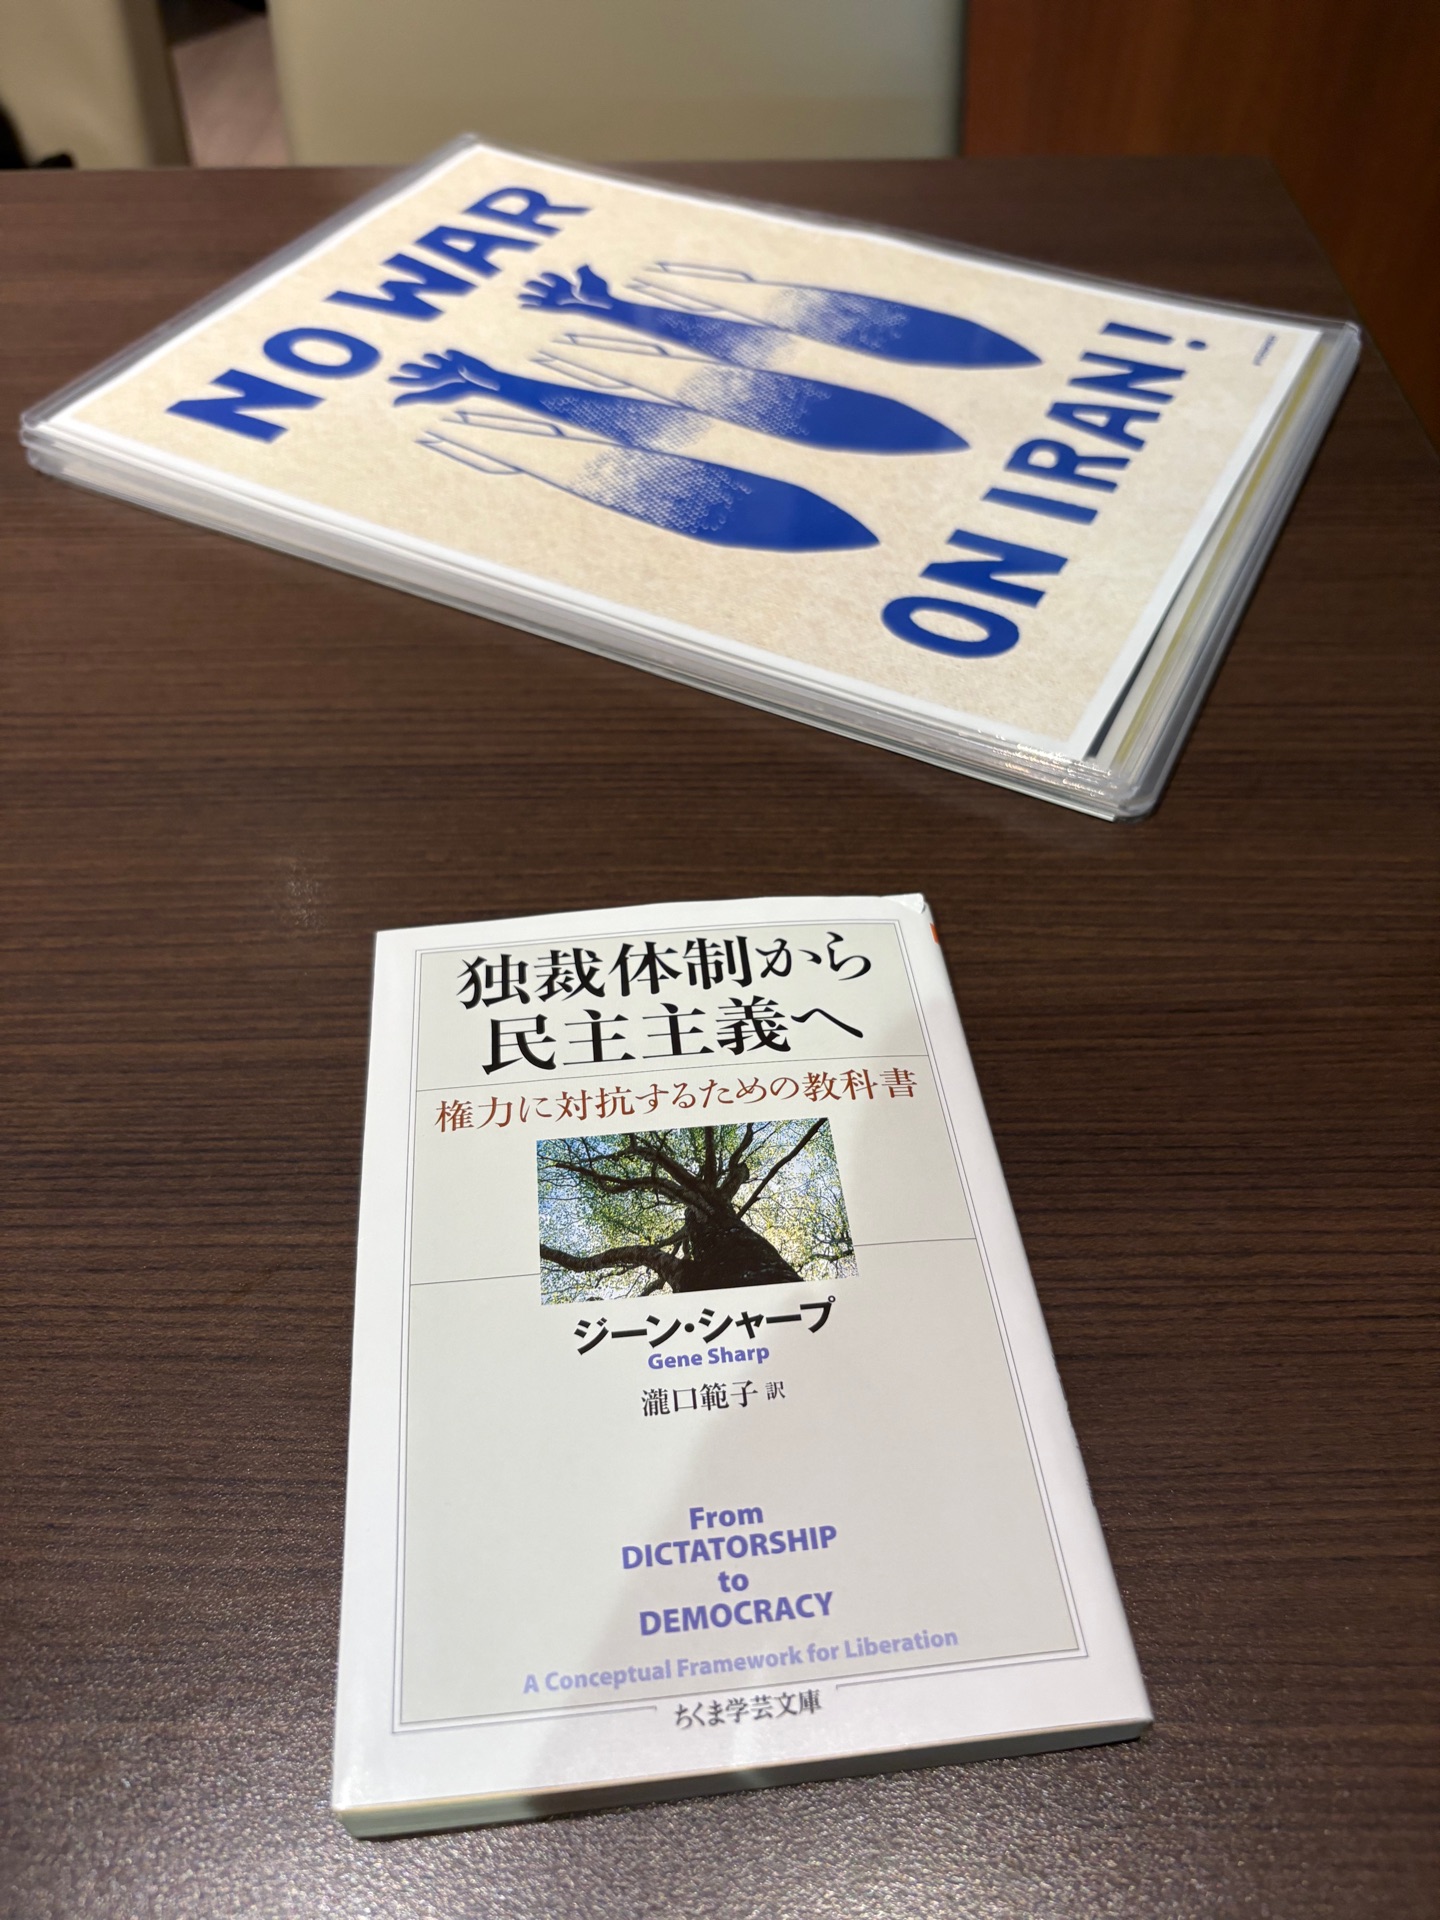 NO WAR
ON IRAN!
独裁体制から
民主主義へ
権力に対抗するための教科書
ジーン・シャープ
Gene Sharp
瀧口範子 訳
From
DICTATORSHIP
to
DEMOCRACY
A Conceptual Framework for Liberation
ちくま学芸文庫